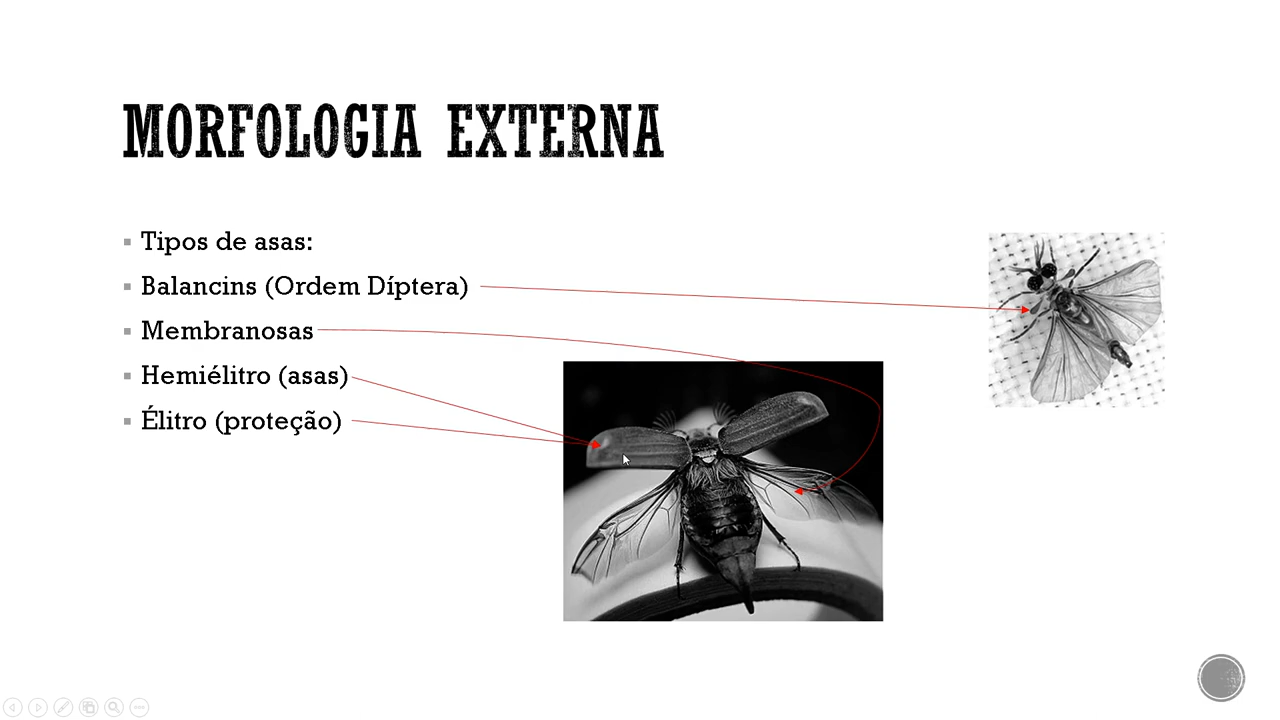 MORFOLOGIA EXTERNA
Tipos de asas:
Balancins (Ordem Díptera)
Membranosas
Hemiélitro (asas)
Élitro (proteção)